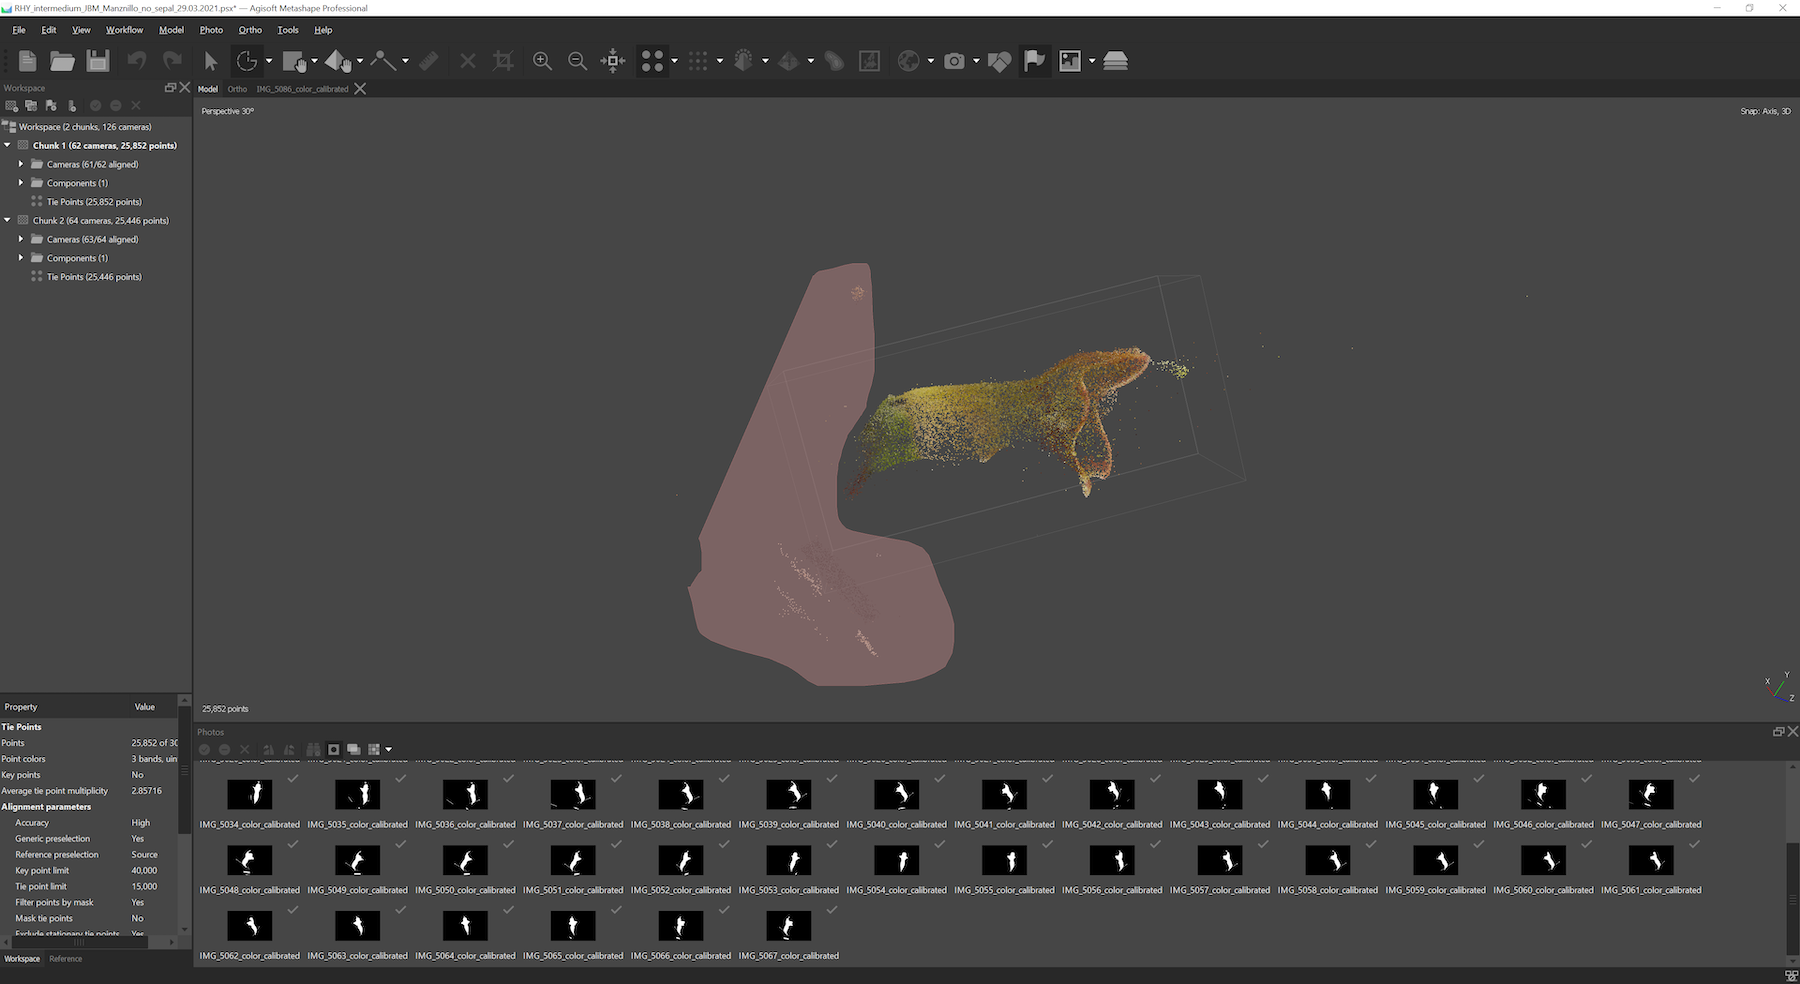 RHY_intermedium_JBM_Manznillo_no_sepal_29.03.2021.psx* — Agisoft Metashape Professional
File Edit View Workflow Model Photo Ortho Tools Help
Workspace
Model Ortho IMG_5086_color_calibrated
Perspective 30°
Snap: Axis, 3D
Workspace (2 chunks, 126 cameras)
Chunk 1 (62 cameras, 25,852 points)
Cameras (61/62 aligned)
Components (1)
Tie Points (25,852 points)
Chunk 2 (64 cameras, 25,446 points)
Cameras (63/64 aligned)
Components (1)
Tie Points (25,446 points)
X Y Z
25,852 points
Property Value
Tie Points
Points 25,852 of 30
Point colors 3 bands, uin
Key points No
Average tie point multiplicity 2.85716
Alignment parameters
Accuracy High
Generic preselection Yes
Reference preselection Source
Key point limit 40,000
Tie point limit 15,000
Filter points by mask Yes
Mask tie points No
Exclude stationary tie points Yes
Workspace Reference
Photos
IMG_5034_color_calibrated IMG_5035_color_calibrated IMG_5036_color_calibrated IMG_5037_color_calibrated IMG_5038_color_calibrated IMG_5039_color_calibrated IMG_5040_color_calibrated IMG_5041_color_calibrated IMG_5042_color_calibrated IMG_5043_color_calibrated IMG_5044_color_calibrated IMG_5045_color_calibrated IMG_5046_color_calibrated IMG_5047_color_calibrated
IMG_5048_color_calibrated IMG_5049_color_calibrated IMG_5050_color_calibrated IMG_5051_color_calibrated IMG_5052_color_calibrated IMG_5053_color_calibrated IMG_5054_color_calibrated IMG_5055_color_calibrated IMG_5056_color_calibrated IMG_5057_color_calibrated IMG_5058_color_calibrated IMG_5059_color_calibrated IMG_5060_color_calibrated IMG_5061_color_calibrated
IMG_5062_color_calibrated IMG_5063_color_calibrated IMG_5064_color_calibrated IMG_5065_color_calibrated IMG_5066_color_calibrated IMG_5067_color_calibrated